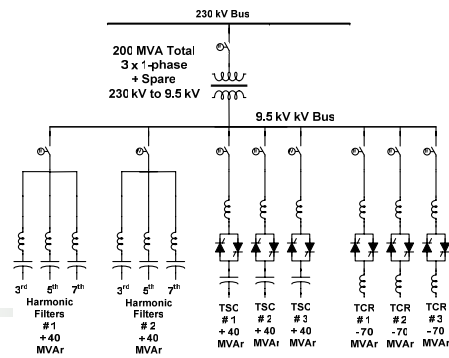 230 kV Bus
200 MVA Total
3 x 1-phase
+ Spare
230 kV to 9.5 kV
9.5 kV kV Bus
3rd 5th 7th
Harmonic
Filters
#1
+40
MVAr
3rd 5th 7th
Harmonic
Filters
#2
+40
MVAr
TSC
#1
+40
MVAr
TSC
#2
+40
MVAr
TSC
#3
+40
MVAr
TCR
#1
-70
MVAr
TCR
#2
-70
MVAr
TCR
#3
-70
MVAr